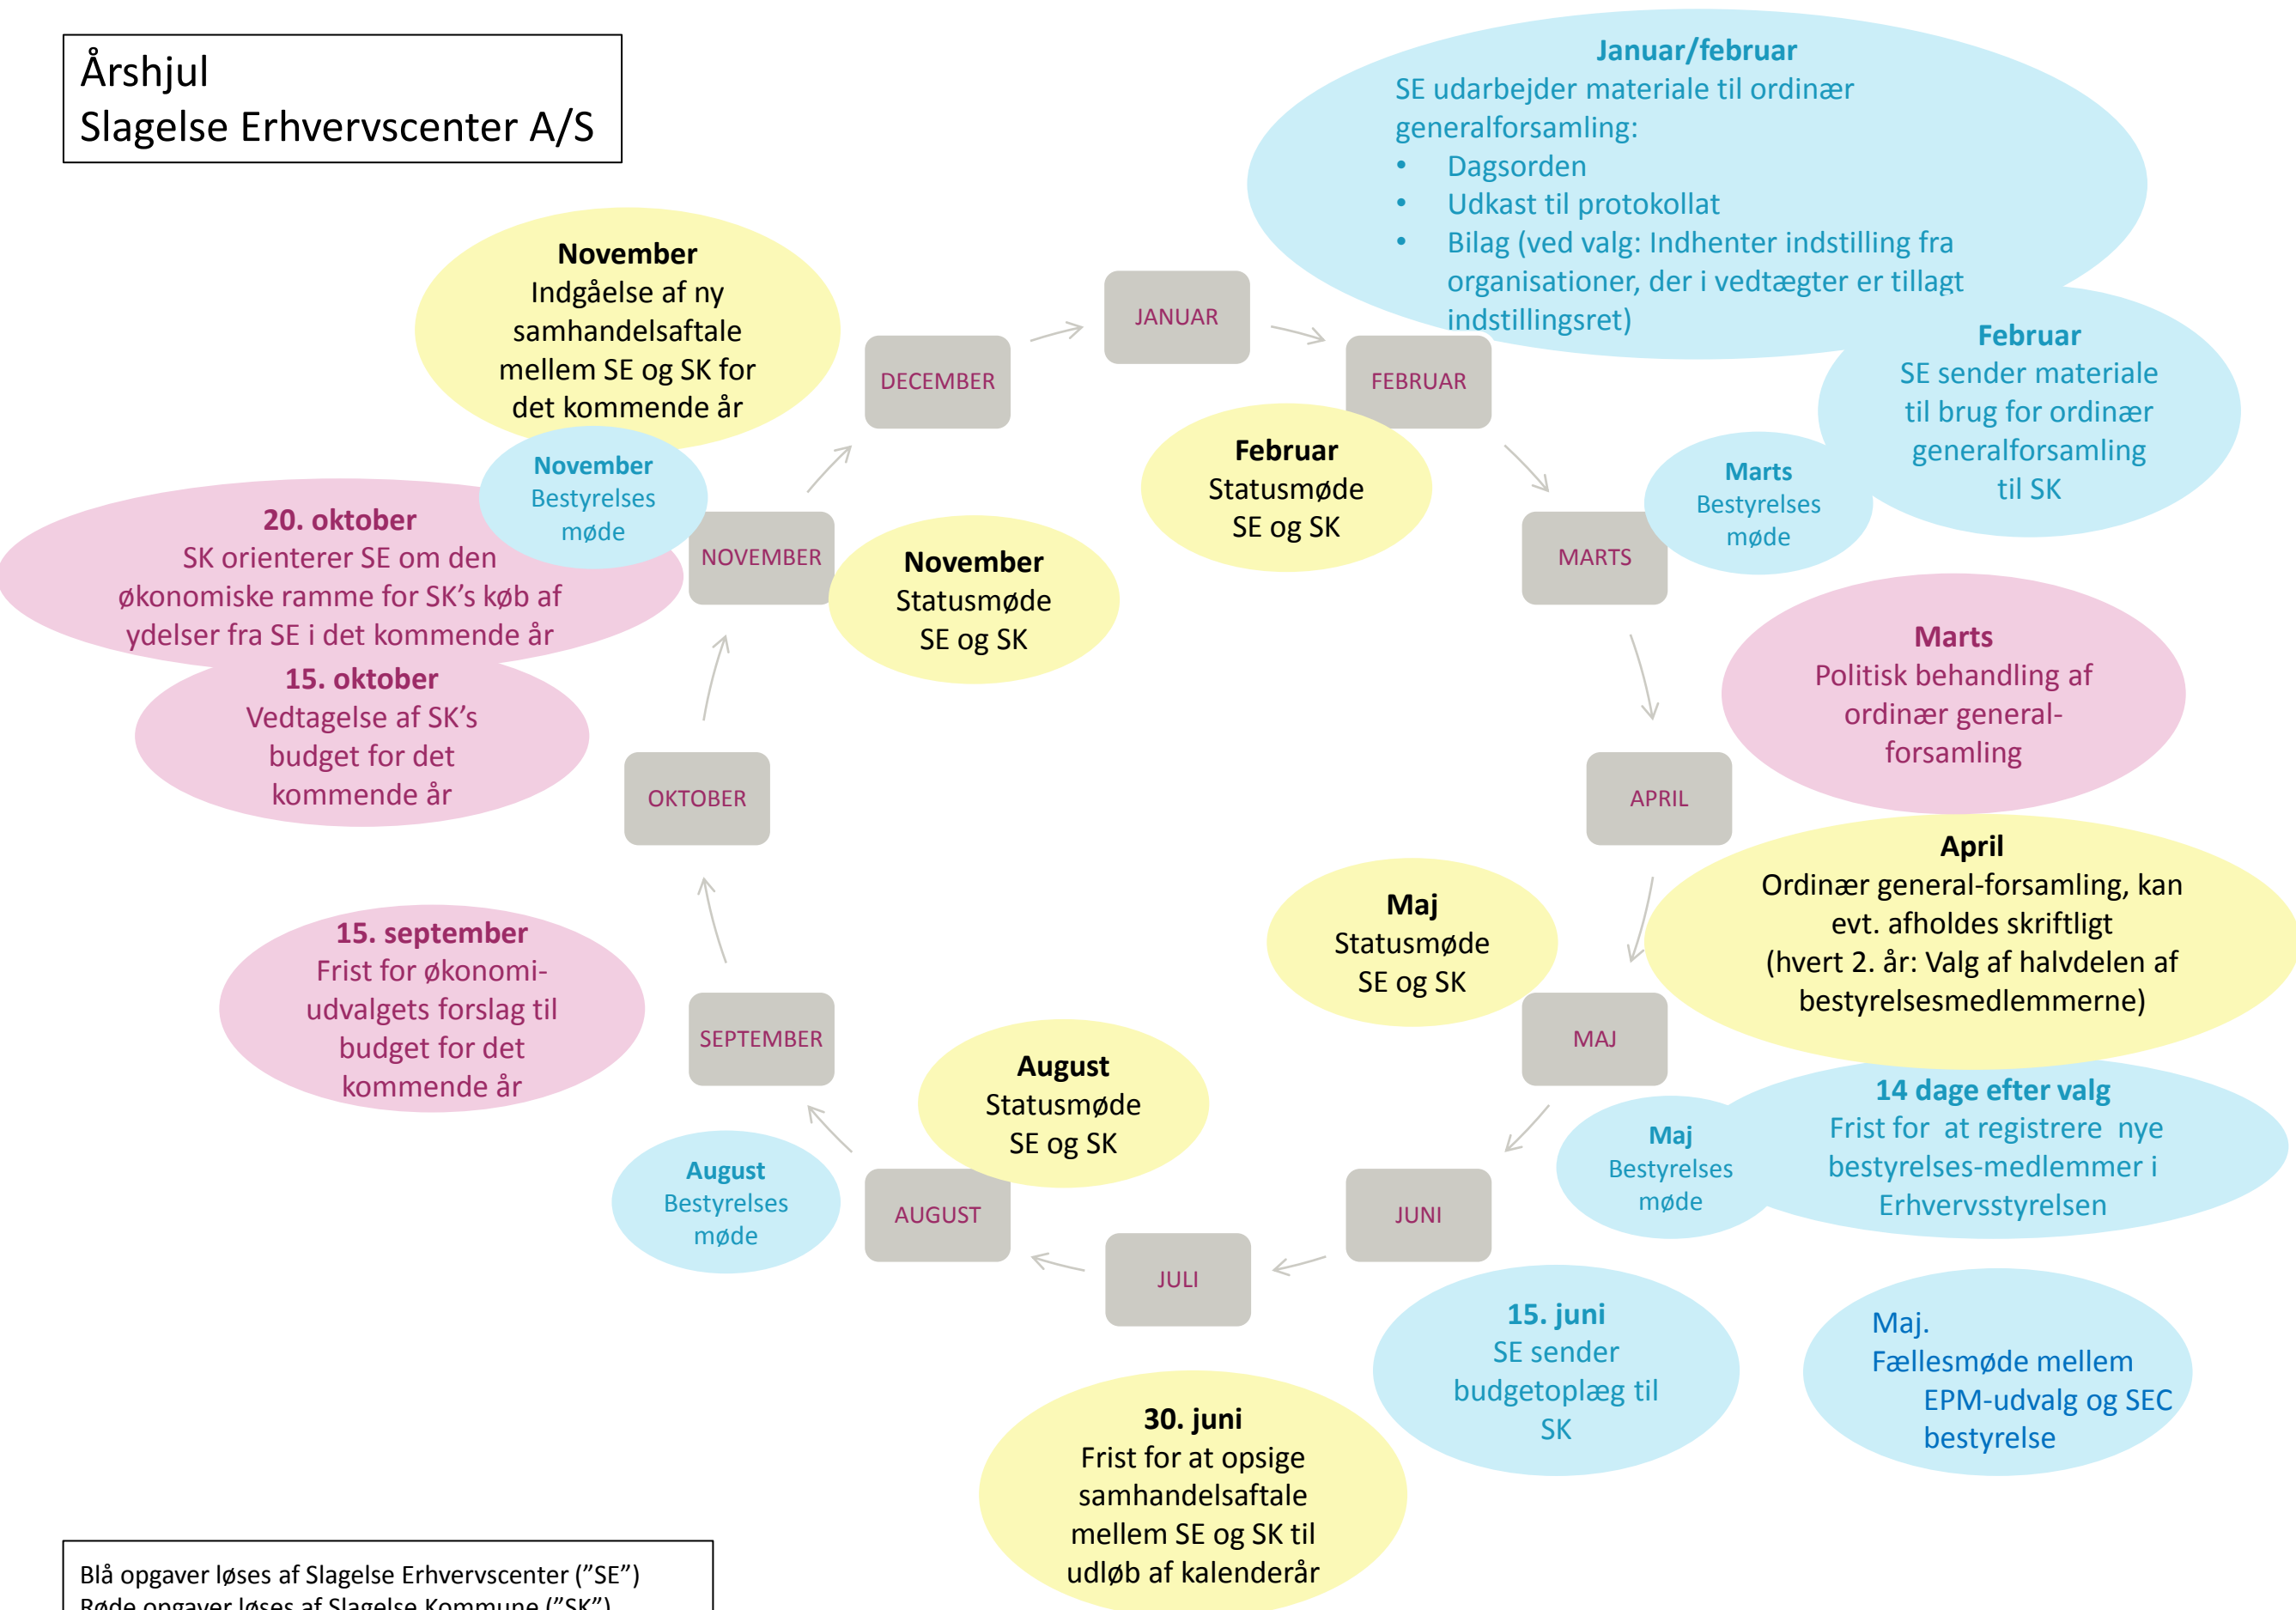 Årshjul
Slagelse Erhvervscenter A/S
Januar/februar
SE udarbejder materiale til ordinær
generalforsamling:
• Dagsorden
• Udkast til protokollat
• Bilag (ved valg: Indhenter indstilling fra
organisationer, der i vedtægter er tillagt
indstillingsret)
Februar
SE sender materiale
til brug for ordinær
generalforsamling
til SK
November
Indgåelse af ny
samhandelsaftale
mellem SE og SK for
det kommende år
JANUAR
FEBRUAR
DECEMBER
Februar
Statusmøde
SE og SK
Marts
Bestyrelses
møde
November
Bestyrelses
møde
20. oktober
SK orienterer SE om den
økonomiske ramme for SK’s køb af
ydelser fra SE i det kommende år
NOVEMBER
November
Statusmøde
SE og SK
MARTS
Marts
Politisk behandling af
ordinær general-
forsamling
15. oktober
Vedtagelse af SK’s
budget for det
kommende år
OKTOBER
APRIL
April
Ordinær general-forsamling, kan
evt. afholdes skriftligt
(hvert 2. år: Valg af halvdelen af
bestyrelsesmedlemmerne)
Maj
Statusmøde
SE og SK
15. september
Frist for økonomi-
udvalgets forslag til
budget for det
kommende år
SEPTEMBER
MAJ
August
Statusmøde
SE og SK
14 dage efter valg
Frist for at registrere nye
bestyrelses-medlemmer i
Erhvervsstyrelsen
Maj
Bestyrelses
møde
August
Bestyrelses
møde
AUGUST
JUNI
JULI
15. juni
SE sender
budgetoplæg til
SK
Maj.
Fællesmøde mellem
EPM-udvalg og SEC
bestyrelse
30. juni
Frist for at opsige
samhandelsaftale
mellem SE og SK til
udløb af kalenderår
Blå opgaver løses af Slagelse Erhvervscenter (”SE”)
Røde opgaver løses af Slagelse Kommune (”SK”)